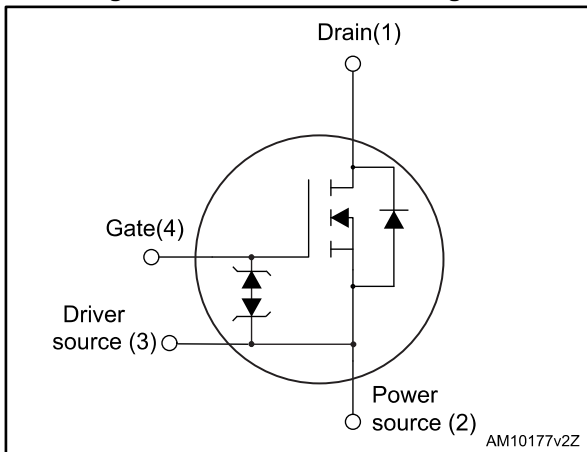 Drain(1)
Gate(4)
Driver
source (3)
Power
source (2)
AM10177v2Z